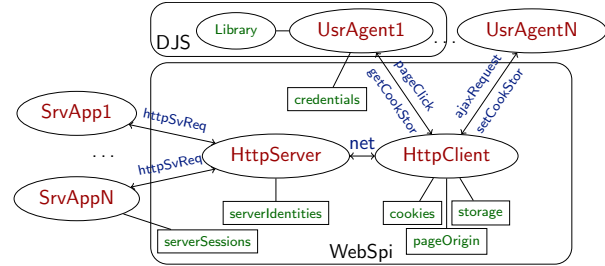 Library
UsrAgent1
UsrAgentN
DJS
...
credentials
pageClick
getCookStor
ajaxRequest
setCookStor
SrvApp1
httpSvReq
...
httpSvReq
HttpServer
net
HttpClient
SrvAppN
serverIdentities
cookies
storage
serverSessions
pageOrigin
WebSpi